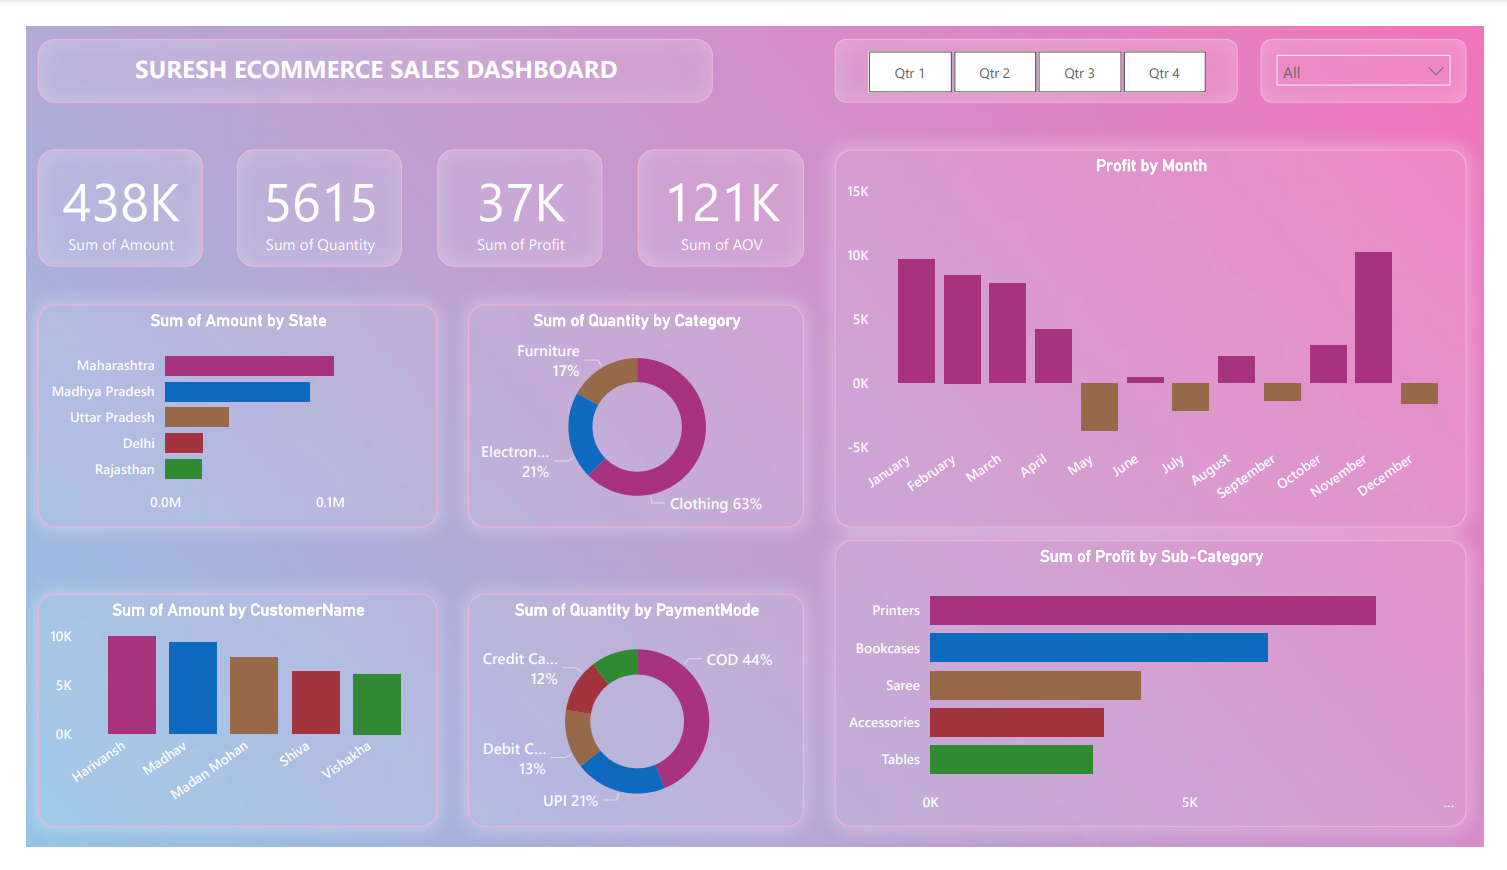 SURESH ECOMMERCE SALES DASHBOARD
Qtr 1
Qtr 2
Qtr 3
Qtr 4
All
438K
Sum of Amount
5615
Sum of Quantity
37K
Sum of Profit
121K
Sum of AOV
Profit by Month
15K
10K
5K
0K
-5K
January
February
March
April
May
June
July
August
September
October
November
December
Sum of Amount by State
Maharashtra
Madhya Pradesh
Uttar Pradesh
Delhi
Rajasthan
0.0M
0.1M
Sum of Quantity by Category
Furniture
17%
Electron...
21%
Clothing 63%
Sum of Amount by CustomerName
10K
5K
0K
Harivansh
Madhav
Madan Mohan
Shiva
Vishakha
Sum of Quantity by PaymentMode
Credit Ca...
12%
COD 44%
Debit C...
13%
UPI 21%
Sum of Profit by Sub-Category
Printers
Bookcases
Saree
Accessories
Tables
0K
5K
...